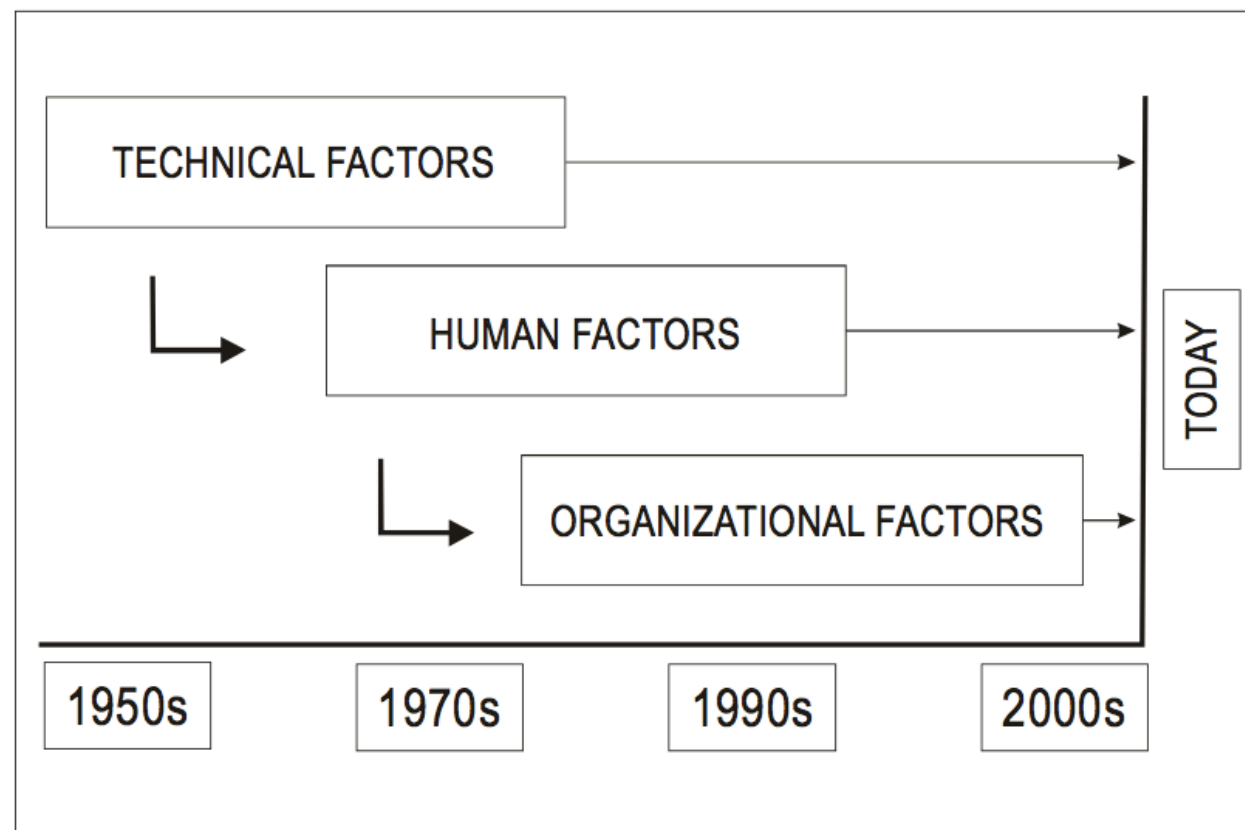 TECHNICAL FACTORS
HUMAN FACTORS
TODAY
ORGANIZATIONAL FACTORS
1950s
1970s
1990s
2000s